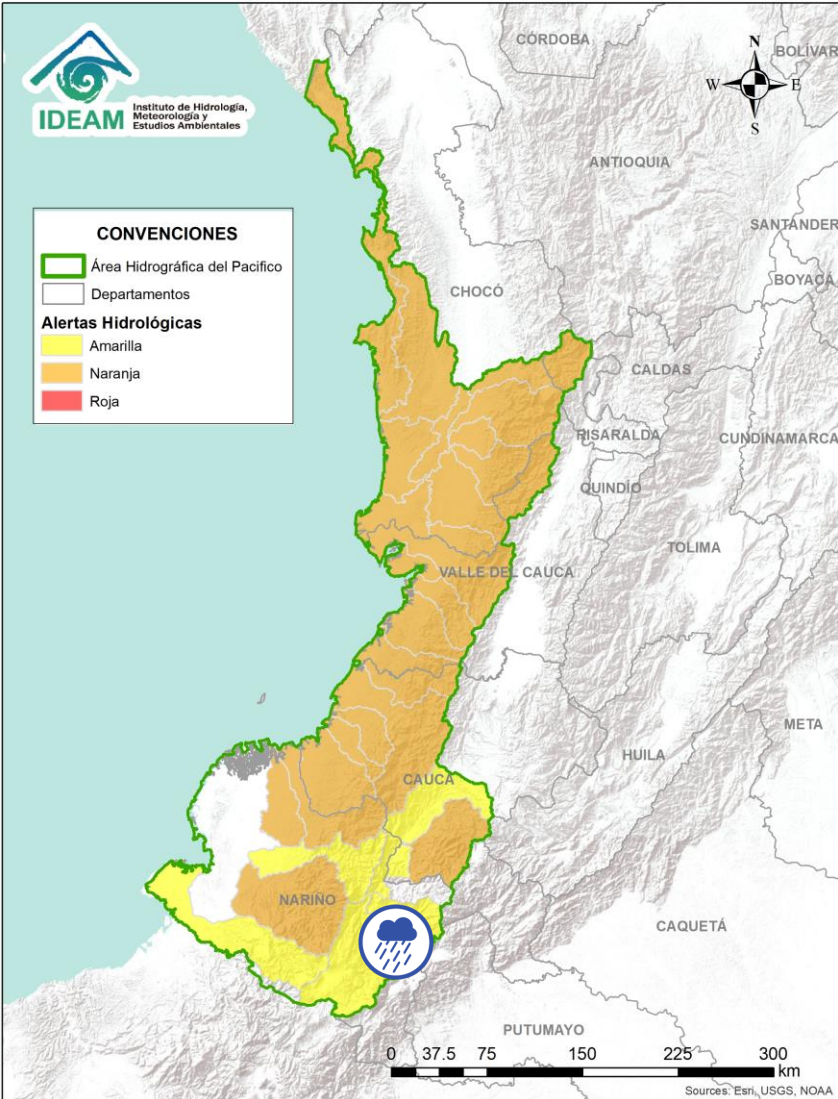 IDEAM
Instituto de Hidrología,
Meteorología y
Estudios Ambientales
N
W
E
S
CÓRDOBA
BOLÍVAR
ANTIOQUIA
SANTANDER
BOYACÁ
CONVENCIONES
Área Hidrográfica del Pacifico
Departamentos
Alertas Hidrológicas
Amarilla
Naranja
Roja
CHOCÓ
CALDAS
RISARALDA
CUNDINAMARCA
QUINDÍO
TOLIMA
VALLE DEL CAUCA
META
HUILA
CAUCA
NARIÑO
CAQUETÁ
PUTUMAYO
0 37.5 75 150 225 300
km
Sources: Esri, USGS, NOAA